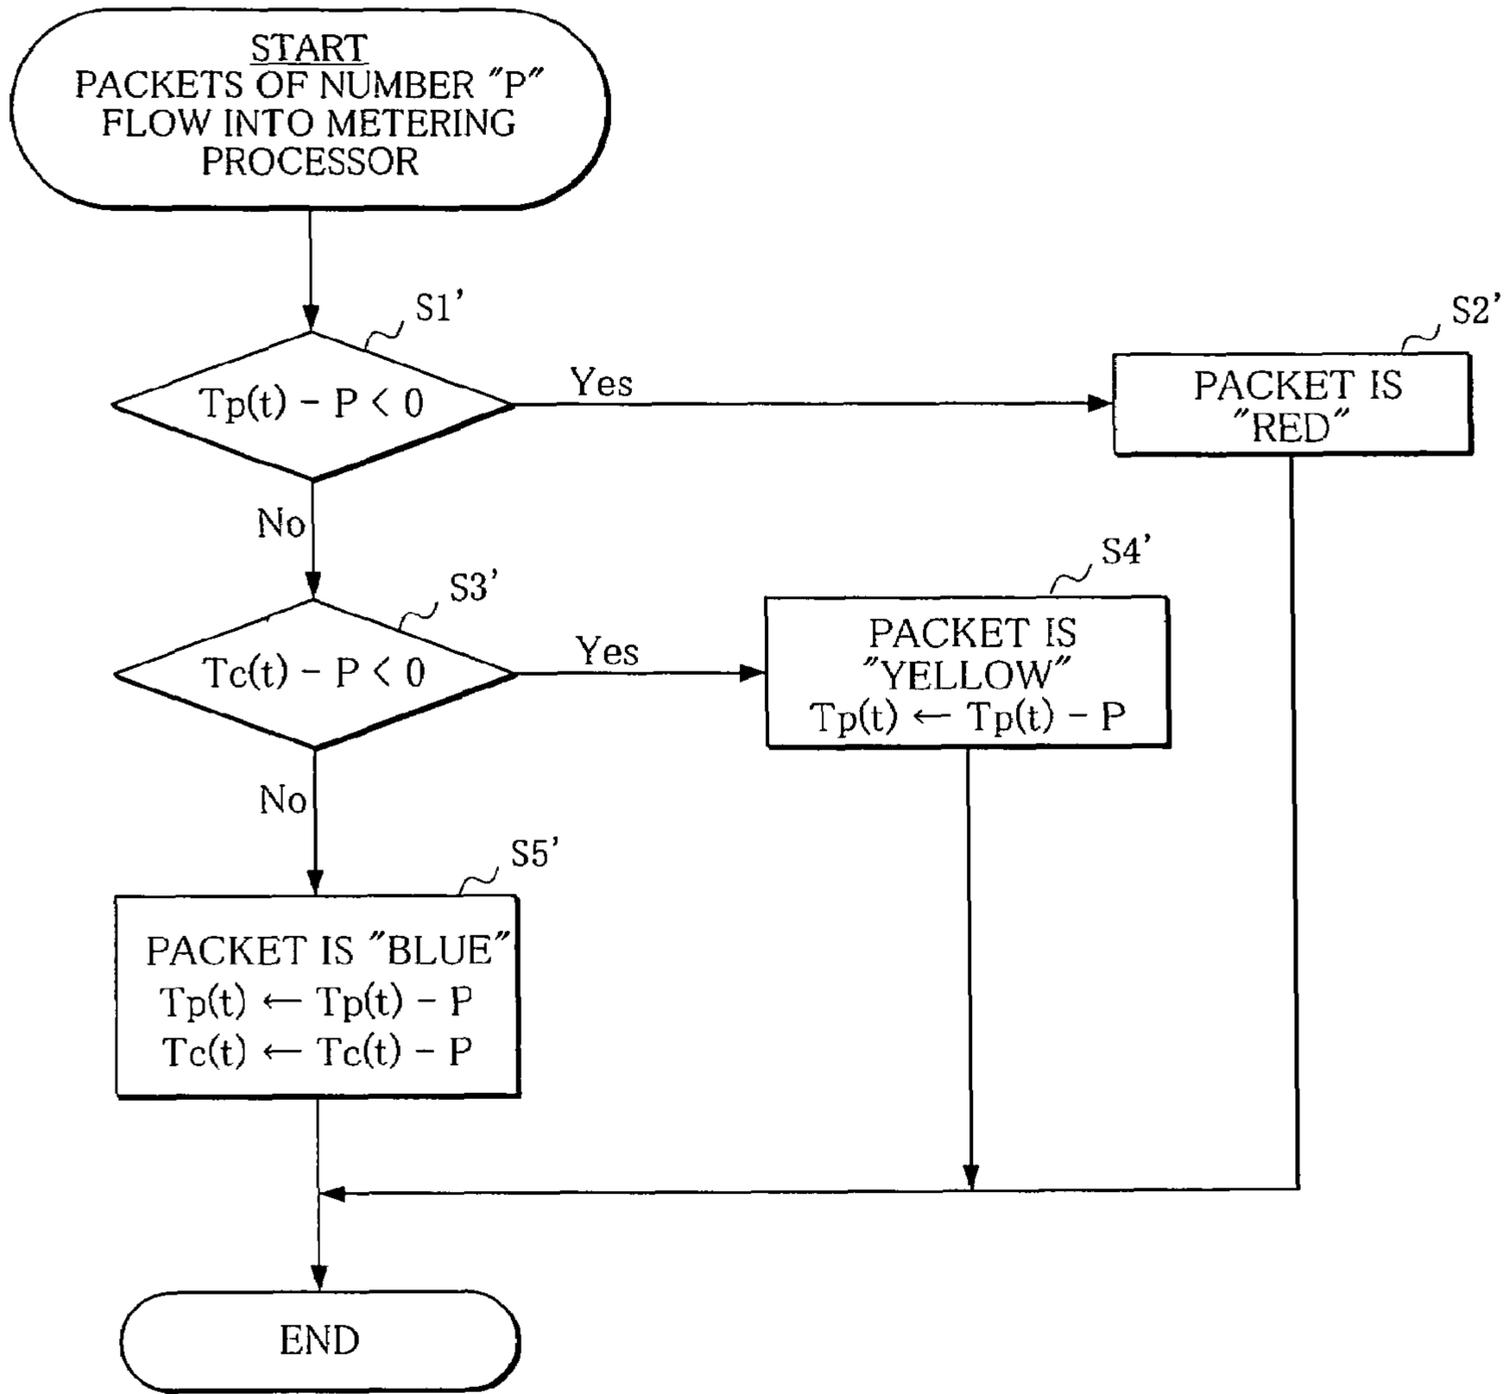 START
PACKETS OF NUMBER "P"
FLOW INTO METERING
PROCESSOR
S1'
Tp(t) - P < 0
Yes
S2'
PACKET IS
"RED"
No
S3'
Tc(t) - P < 0
Yes
S4'
PACKET IS
"YELLOW"
Tp(t) ← Tp(t) - P
No
S5'
PACKET IS "BLUE"
Tp(t) ← Tp(t) - P
Tc(t) ← Tc(t) - P
END